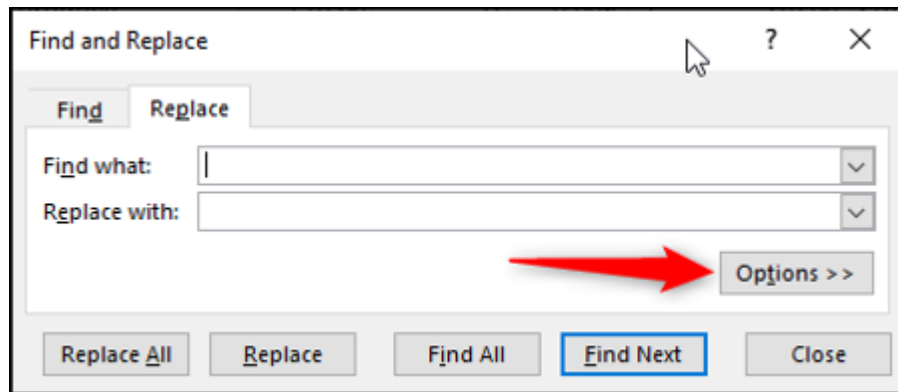 Find and Replace ?
Find Replace
Find what:
Replace with:
Options >>
Replace All Replace Find All Find Next Close